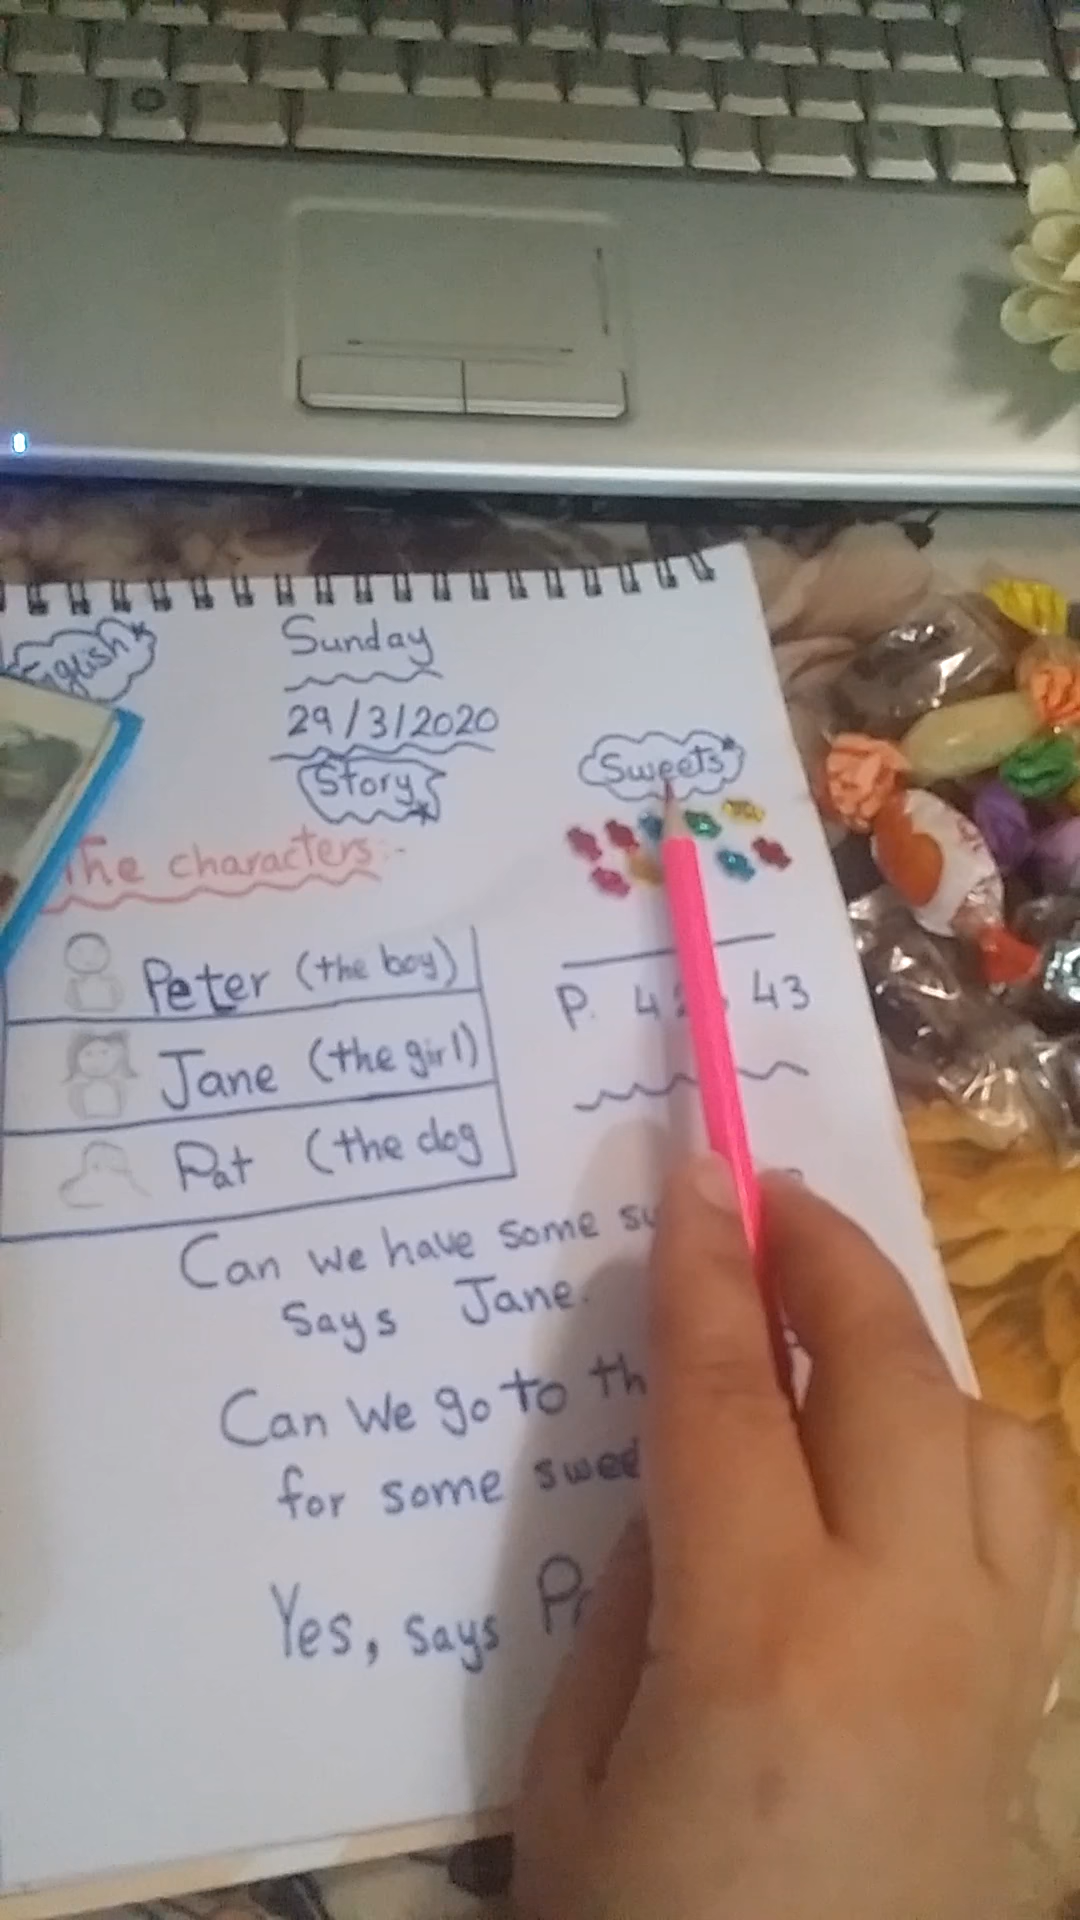 Sunday
29/3/2020
Story
Sweets
The characters:-
Peter (the boy)
Jane (the girl)
Pat (the dog
P. 42, 43
Can we have some
says Jane.
Can we go to
for some
Yes, says